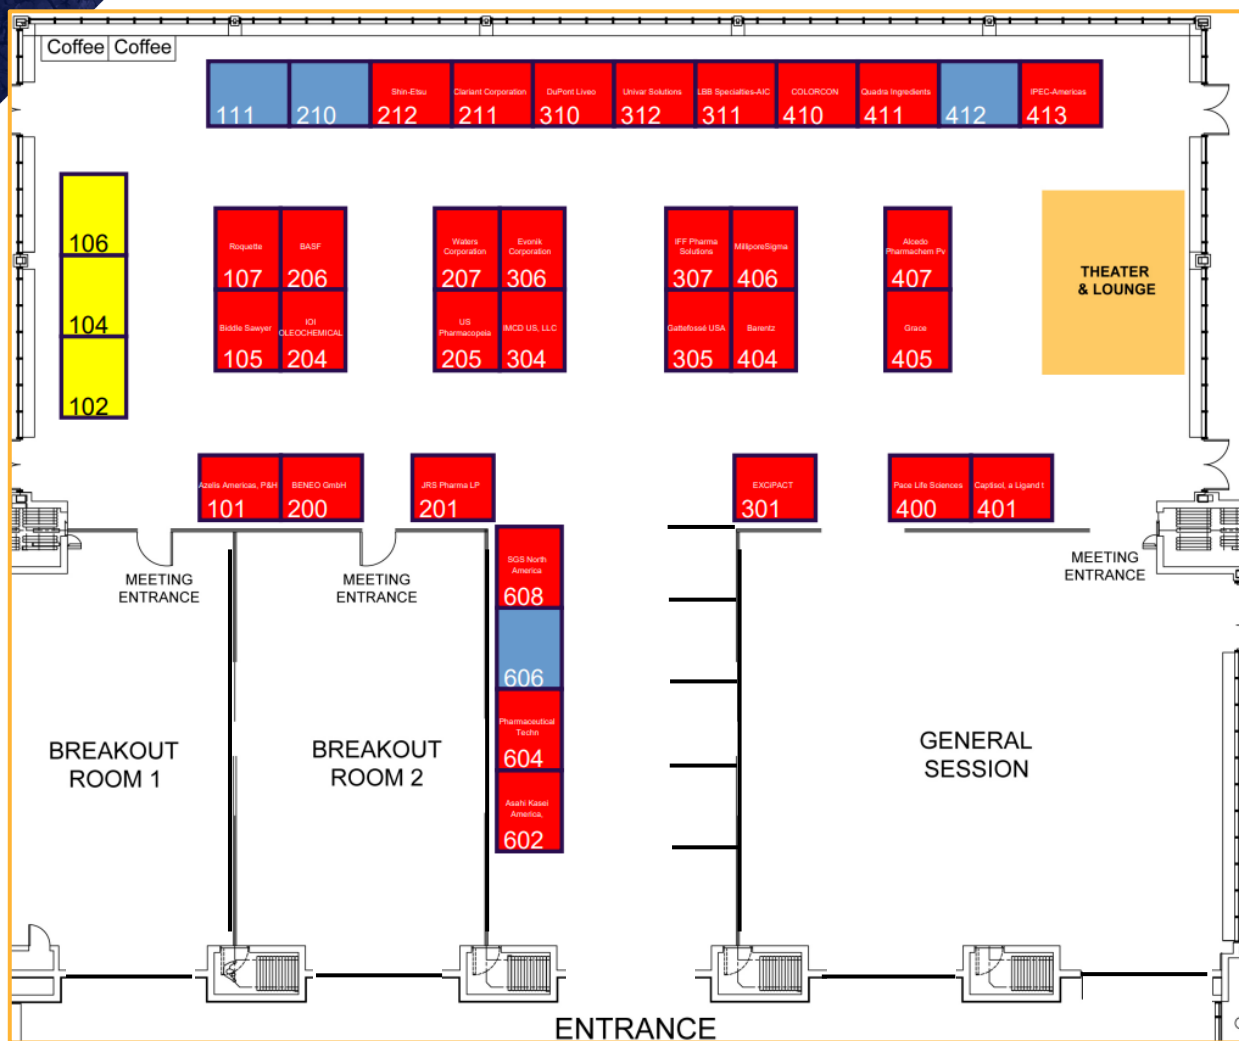 Coffee Coffee
111
210
Shin-Etsu
212
Clariant Corporation
211
DuPont Liveo
310
Univar Solutions
312
LBB Specialties-AIC
311
COLORCON
410
Quadra Ingredients
411
412
IPEC-Americas
413
106
104
102
Roquette
107
BASF
206
Biddle Sawyer
105
IOI
OLEOCHEMICAL
204
Waters
Corporation
207
Evonik
Corporation
306
US
Pharmacopeia
205
IMCD US, LLC
304
IFF Pharma
Solutions
307
MilliporeSigma
406
Gattefossé USA
305
Barentz
404
Alcedo
Pharmachem Pv
407
Grace
405
THEATER
& LOUNGE
Azelis Americas, P&H
101
BENEO GmbH
200
JRS Pharma LP
201
EXCiPACT
301
Pace Life Sciences
400
Captisol, a Ligand t
401
MEETING
ENTRANCE
MEETING
ENTRANCE
MEETING
ENTRANCE
SGS North
America
608
606
Pharmaceutical
Techn
604
Asahi Kasei
America,
602
BREAKOUT
ROOM 1
BREAKOUT
ROOM 2
GENERAL
SESSION
ENTRANCE